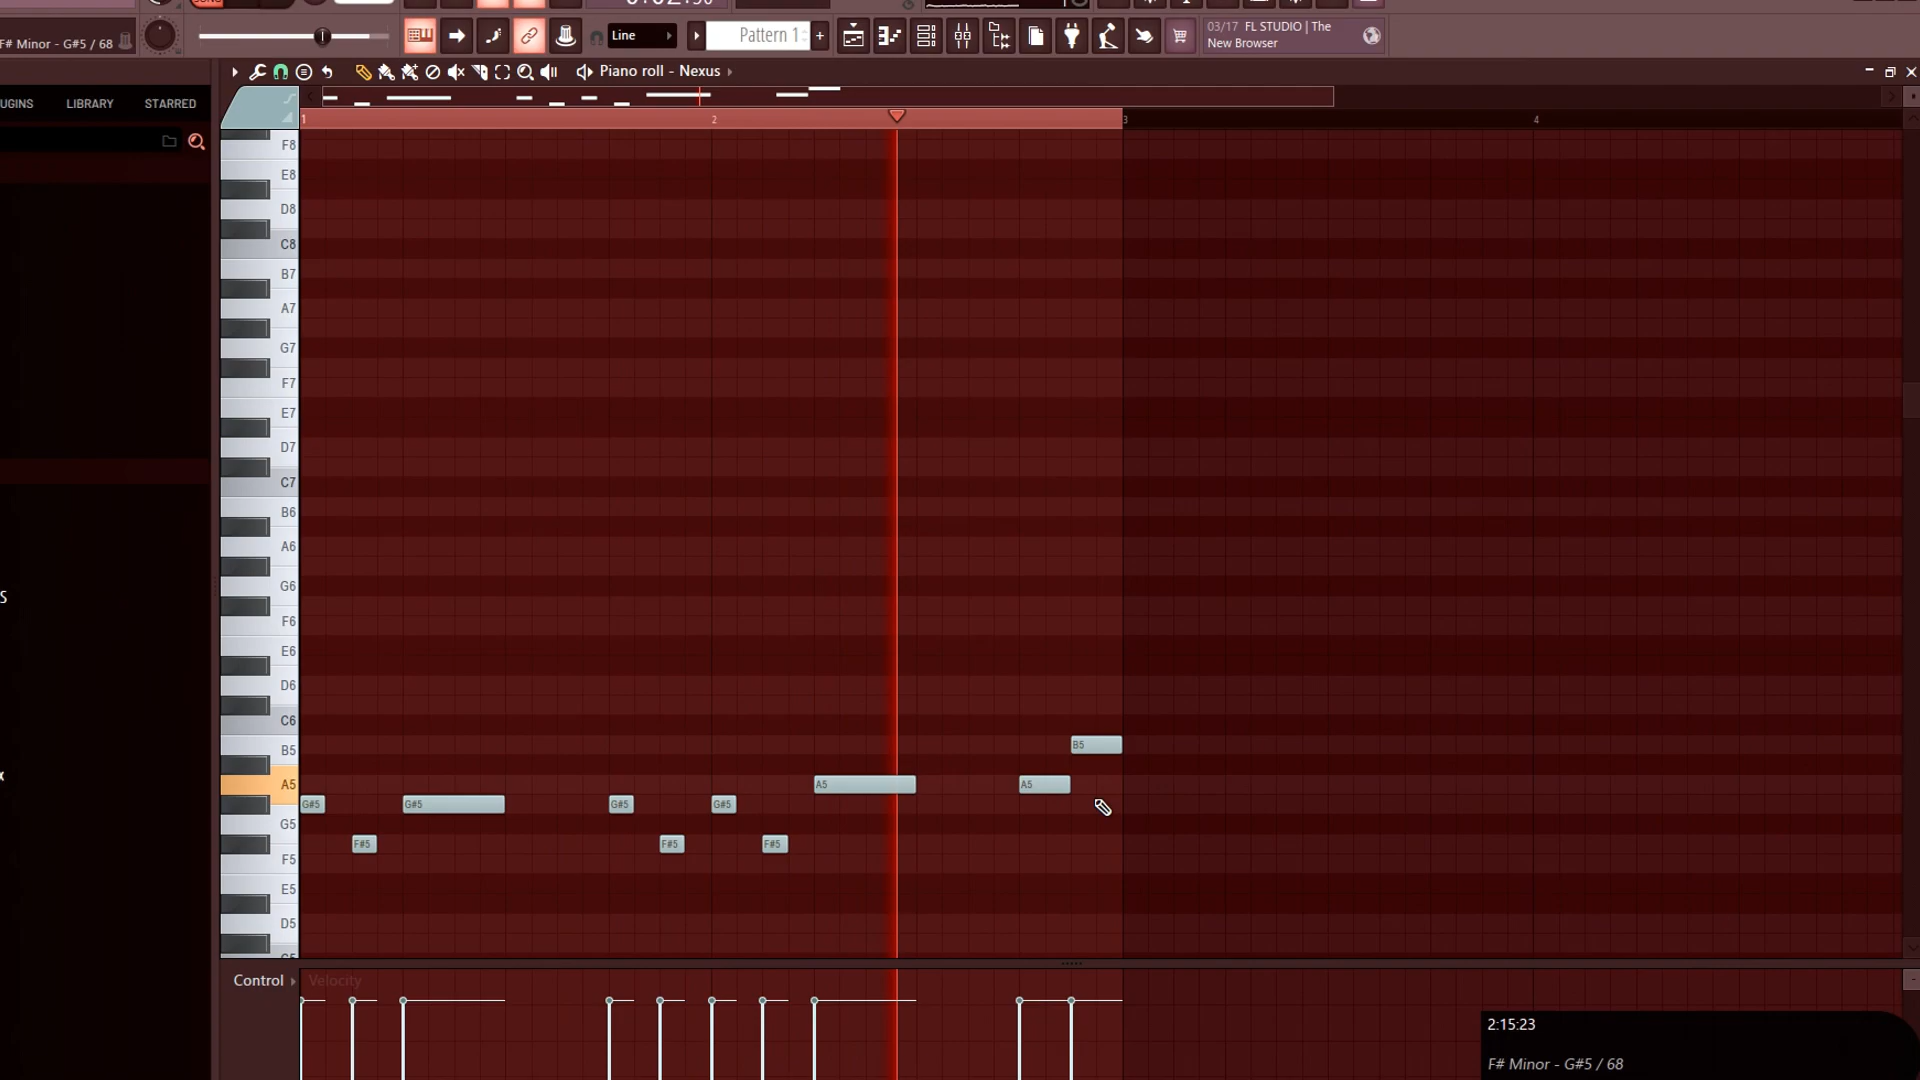 F# Minor - G#5 / 68
Line
Pattern 1
03/17 FL STUDIO | The
New Browser
Piano roll - Nexus
UGINS LIBRARY STARRED
1 2 3 4
F8
E8
D8
C8
B7
A7
G7
F7
E7
D7
C7
B6
A6
G6
F6
E6
D6
C6
B5
B5
A5
A5 A5
G#5 G#5 G#5 G#5
G5
F#5 F#5 F#5
F5
E5
D5
S
x
Control Velocity
2:15:23
F# Minor - G#5 / 68